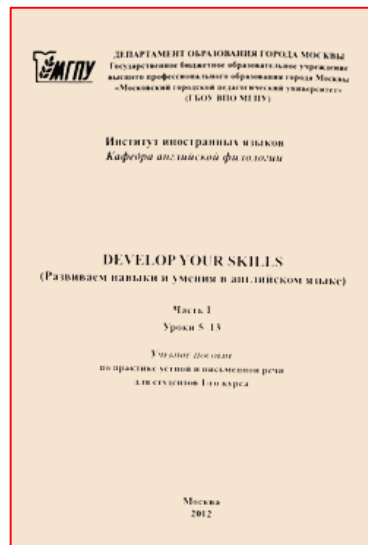 МГПУ
ДЕПАРТАМЕНТ ОБРАЗОВАНИЯ ГОРОДА МОСКВЫ
Государственное бюджетное образовательное учреждение
высшего профессионального образования города Москвы
«Московский городской педагогический университет»
(ГБОУ ВПО МГПУ)
Институт иностранных языков
Кафедра английской филологии
DEVELOP YOUR SKILLS
(Развиваем навыки и умения в английском языке)
Часть I
Уроки 5–13
Учебное пособие
по практике устной и письменной речи
для студентов I-го курса
Москва
2012